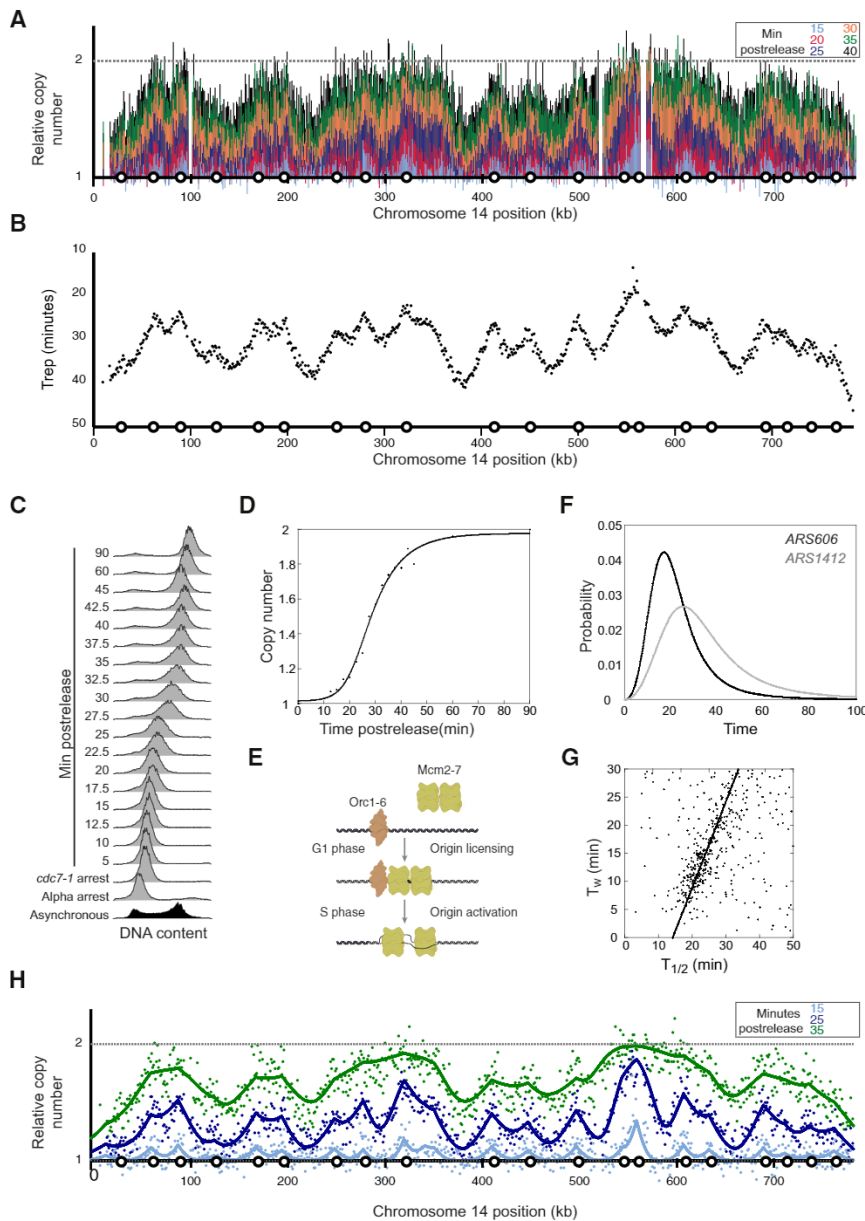 A
Min postrelease
15 30
20 35
25 40
Relative copy number
2
1
0 100 200 300 400 500 600 700
Chromosome 14 position (kb)
B
Trep (minutes)
10
20
30
40
50
0 100 200 300 400 500 600 700
Chromosome 14 position (kb)
C
Min postrelease
90
60
45
42.5
40
37.5
35
32.5
30
27.5
25
22.5
20
17.5
15
12.5
10
5
cdc7-1 arrest
Alpha arrest
Asynchronous
DNA content
D
Copy number
2
1.8
1.6
1.4
1.2
1
0 10 20 30 40 50 60 70 80 90
Time postrelease(min)
E
Mcm2-7
Orc1-6
G1 phase Origin licensing
S phase Origin activation
F
Probability
0.05
0.04
0.03
0.02
0.01
0
ARS606
ARS1412
0 20 40 60 80 100
Time
G
Tw (min)
30
25
20
15
10
5
0
0 10 20 30 40 50
T1/2 (min)
H
Minutes postrelease
15
25
35
Relative copy number
2
1
0 100 200 300 400 500 600 700
Chromosome 14 position (kb)